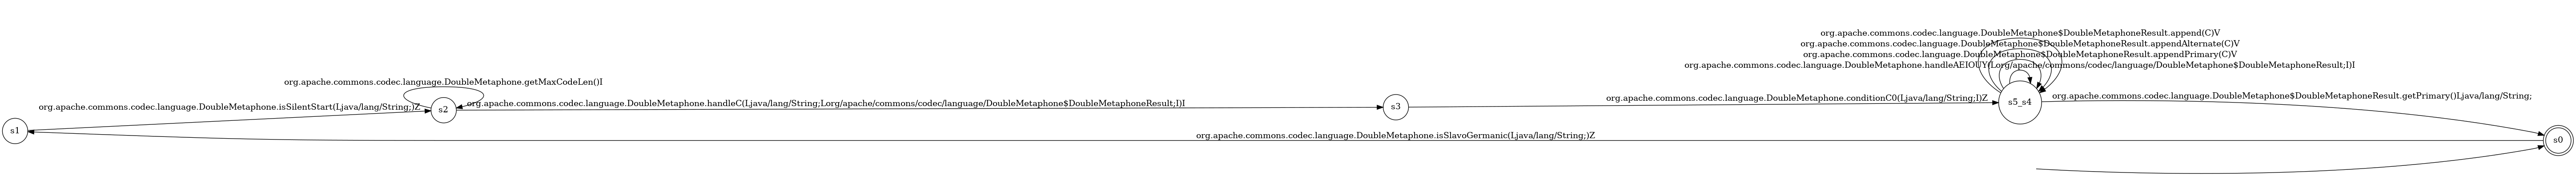 org.apache.commons.codec.language.DoubleMetaphone$DoubleMetaphoneResult.append(C)V
org.apache.commons.codec.language.DoubleMetaphone$DoubleMetaphoneResult.appendAlternate(C)V
org.apache.commons.codec.language.DoubleMetaphone$DoubleMetaphoneResult.appendPrimary(C)V
org.apache.commons.codec.language.DoubleMetaphone.handleAEIOUY(Lorg/apache/commons/codec/language/DoubleMetaphone$DoubleMetaphoneResult;I)I
org.apache.commons.codec.language.DoubleMetaphone.getMaxCodeLen()I
org.apache.commons.codec.language.DoubleMetaphone.isSilentStart(Ljava/lang/String;)Z
s2
org.apache.commons.codec.language.DoubleMetaphone.handleC(Ljava/lang/String;Lorg/apache/commons/codec/language/DoubleMetaphone$DoubleMetaphoneResult;I)I
s3
org.apache.commons.codec.language.DoubleMetaphone.conditionC0(Ljava/lang/String;I)Z
s5_s4
org.apache.commons.codec.language.DoubleMetaphone$DoubleMetaphoneResult.getPrimary()Ljava/lang/String;
s1
org.apache.commons.codec.language.DoubleMetaphone.isSlavoGermanic(Ljava/lang/String;)Z
s0